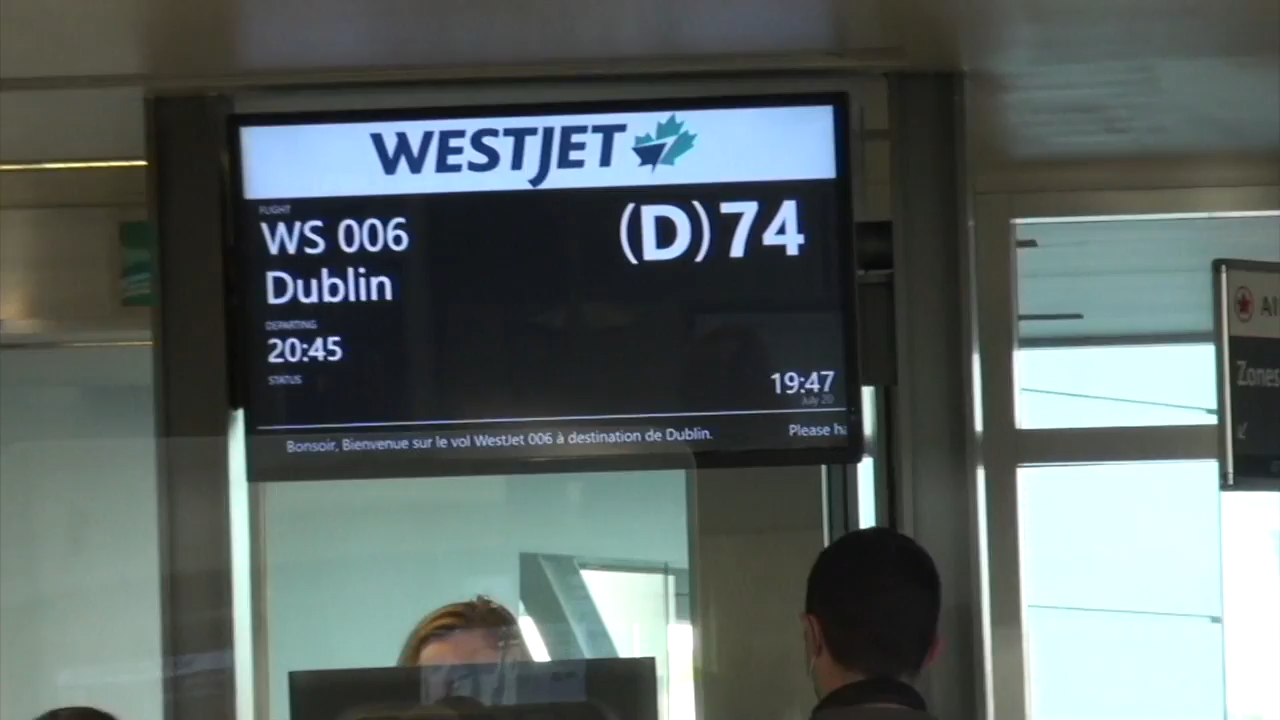 WESTJET
FLIGHT
WS 006
(D) 74
Dublin
DEPARTING
20:45
STATUS
19:47
July 20
Bonsoir, Bienvenue sur le vol WestJet 006 à destination de Dublin.
Please ha
Zones